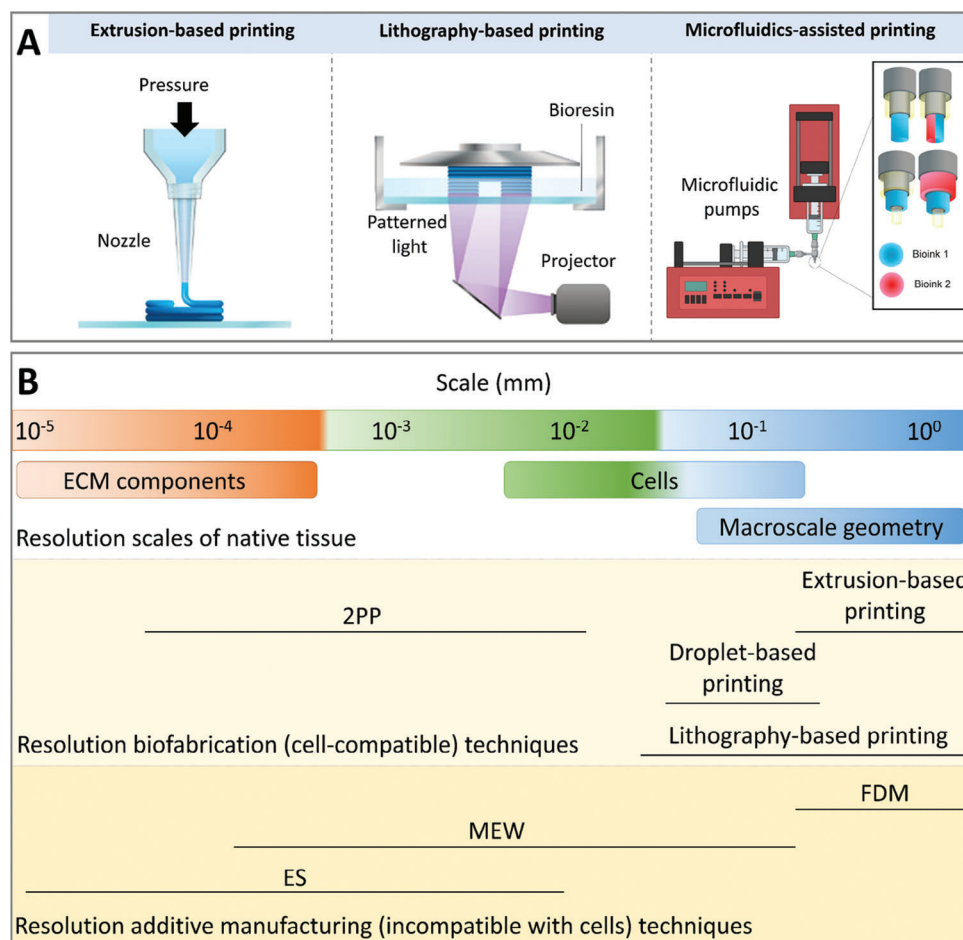 A
Extrusion-based printing
Lithography-based printing
Microfluidics-assisted printing
Pressure
Nozzle
Bioresin
Patterned
light
Projector
Microfluidic
pumps
Bioink 1
Bioink 2
B
Scale (mm)
10⁻⁵ 10⁻⁴ 10⁻³ 10⁻² 10⁻¹ 10⁰
ECM components
Cells
Macroscale geometry
Resolution scales of native tissue
Extrusion-based
printing
2PP
Droplet-based
printing
Lithography-based printing
Resolution biofabrication (cell-compatible) techniques
FDM
MEW
ES
Resolution additive manufacturing (incompatible with cells) techniques